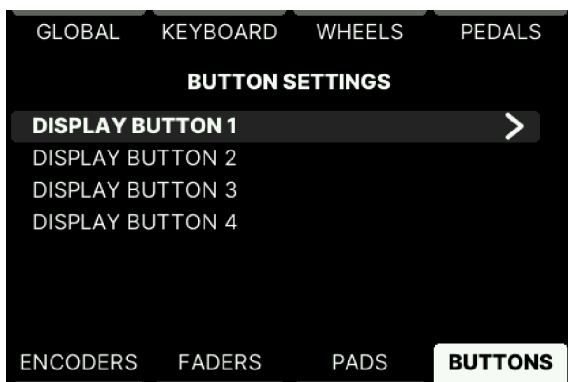 GLOBAL KEYBOARD WHEELS PEDALS
BUTTON SETTINGS
DISPLAY BUTTON 1
DISPLAY BUTTON 2
DISPLAY BUTTON 3
DISPLAY BUTTON 4
ENCODERS FADERS PADS BUTTONS